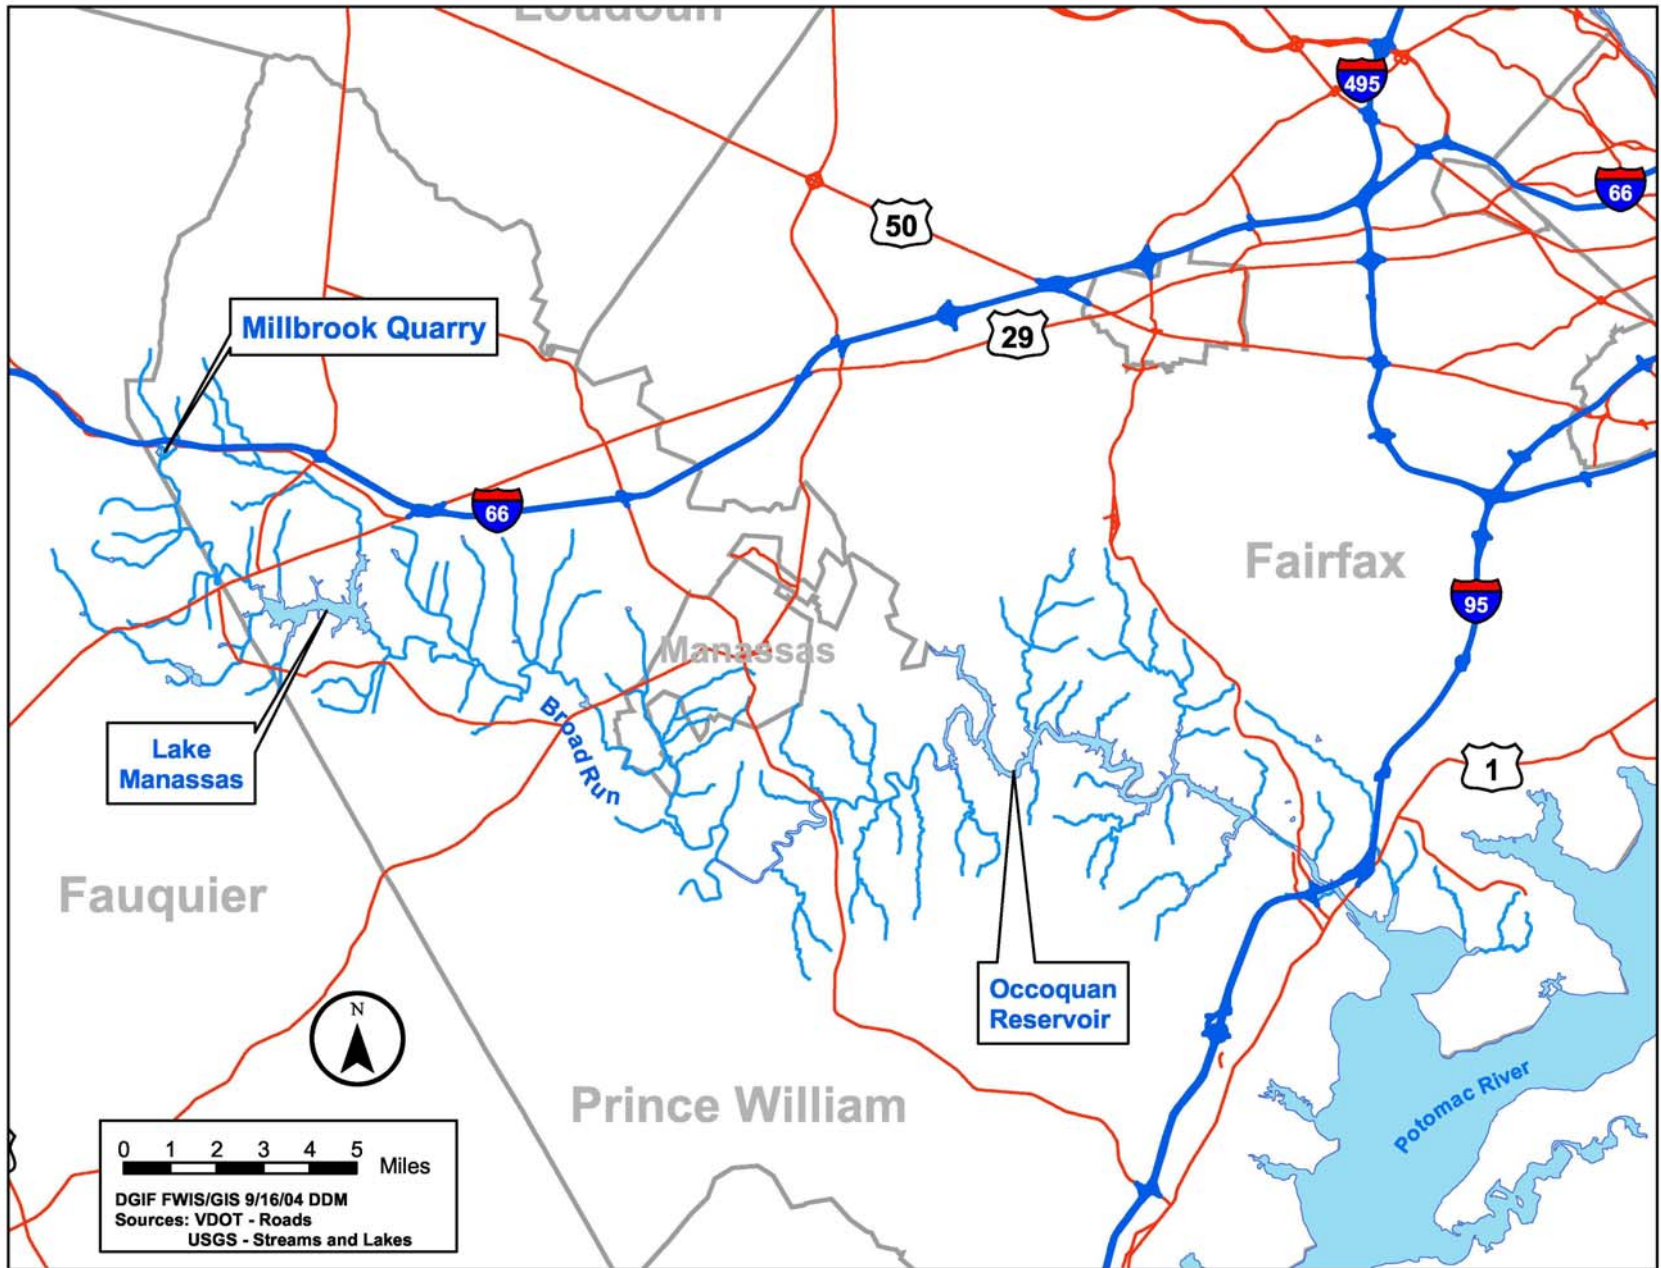 Loudoun
495
66
50
29
Millbrook Quarry
66
Fairfax
95
Manassas
Broad Run
Lake
Manassas
1
Fauquier
Occoquan
Reservoir
N
Prince William
Potomac River
0 1 2 3 4 5
Miles
DGIF FWIS/GIS 9/16/04 DDM
Sources: VDOT - Roads
USGS - Streams and Lakes